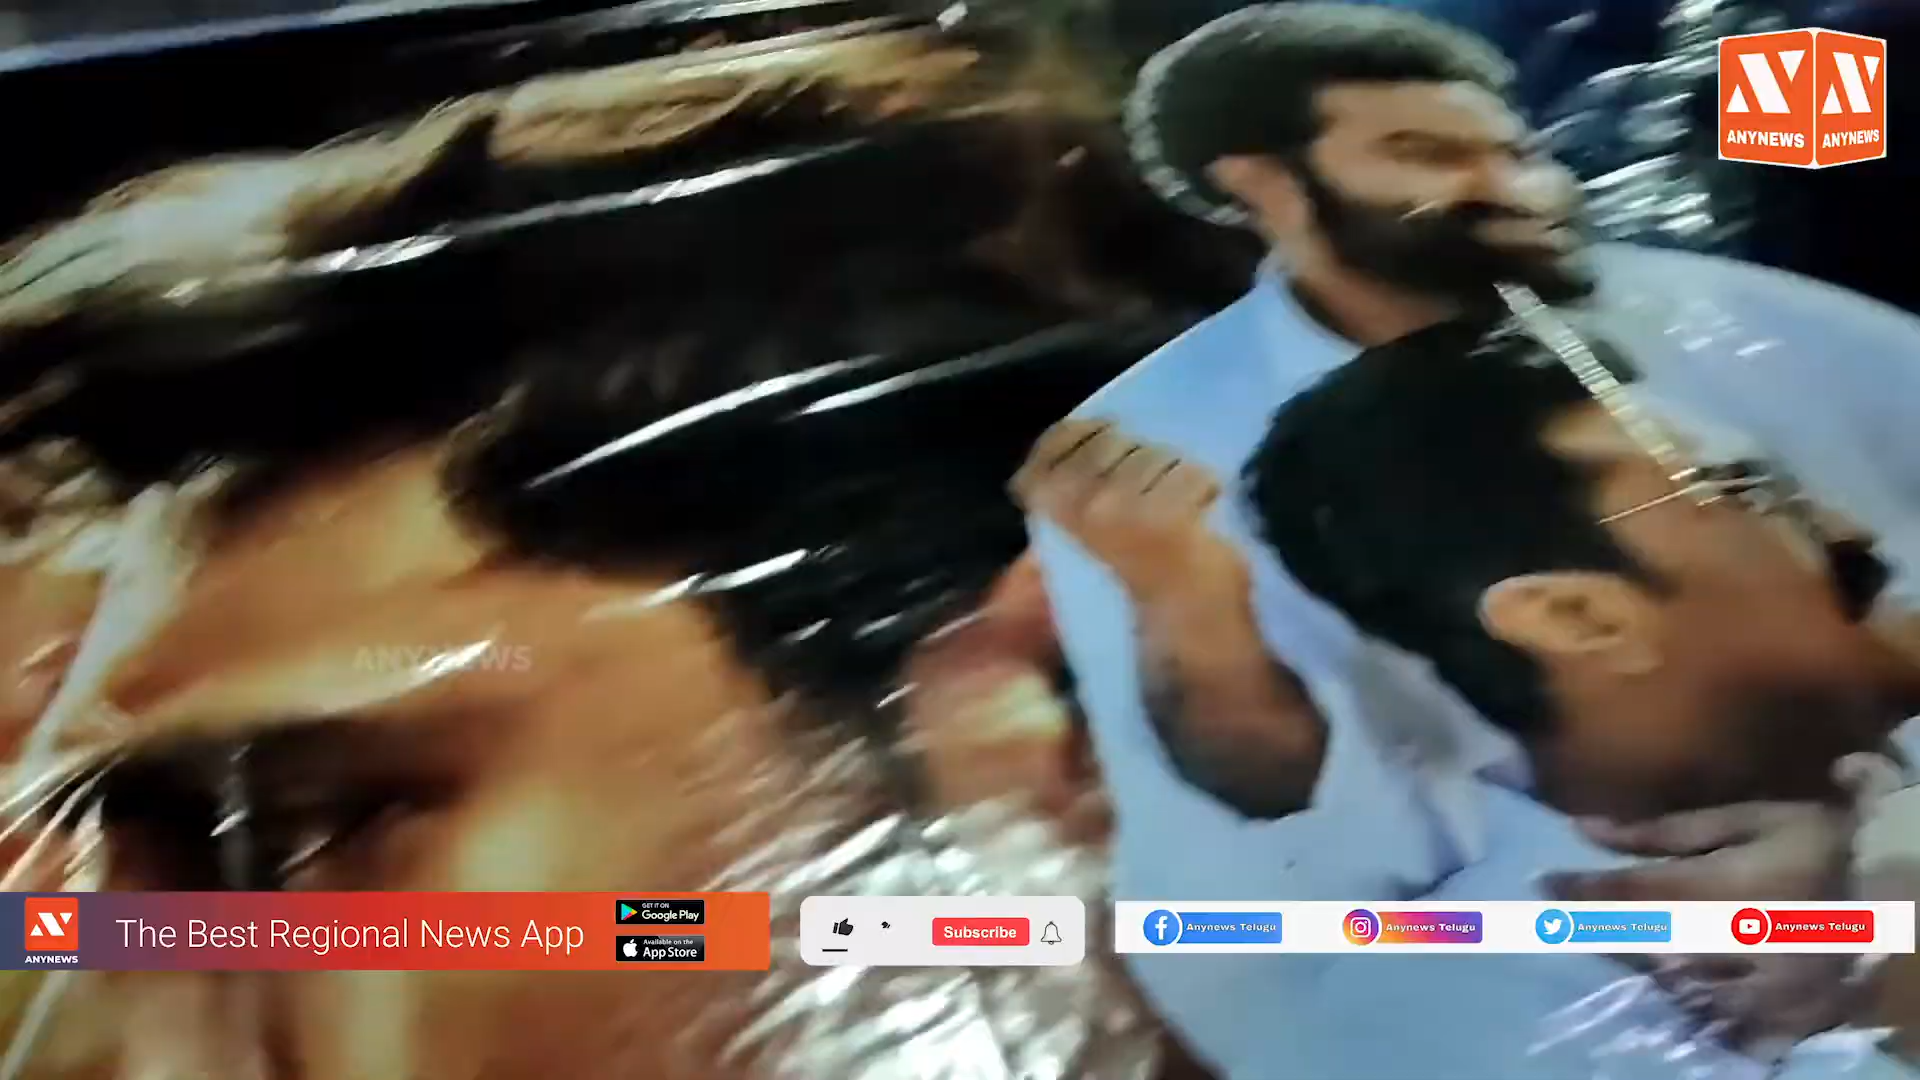 ANYNEWS
ANYNEWS
ANYNEWS
ANYNEWS
The Best Regional News App
GET IT ON
Google Play
Available on the
App Store
Subscribe
Anynews Telugu
Anynews Telugu
Anynews Telugu
Anynews Telugu